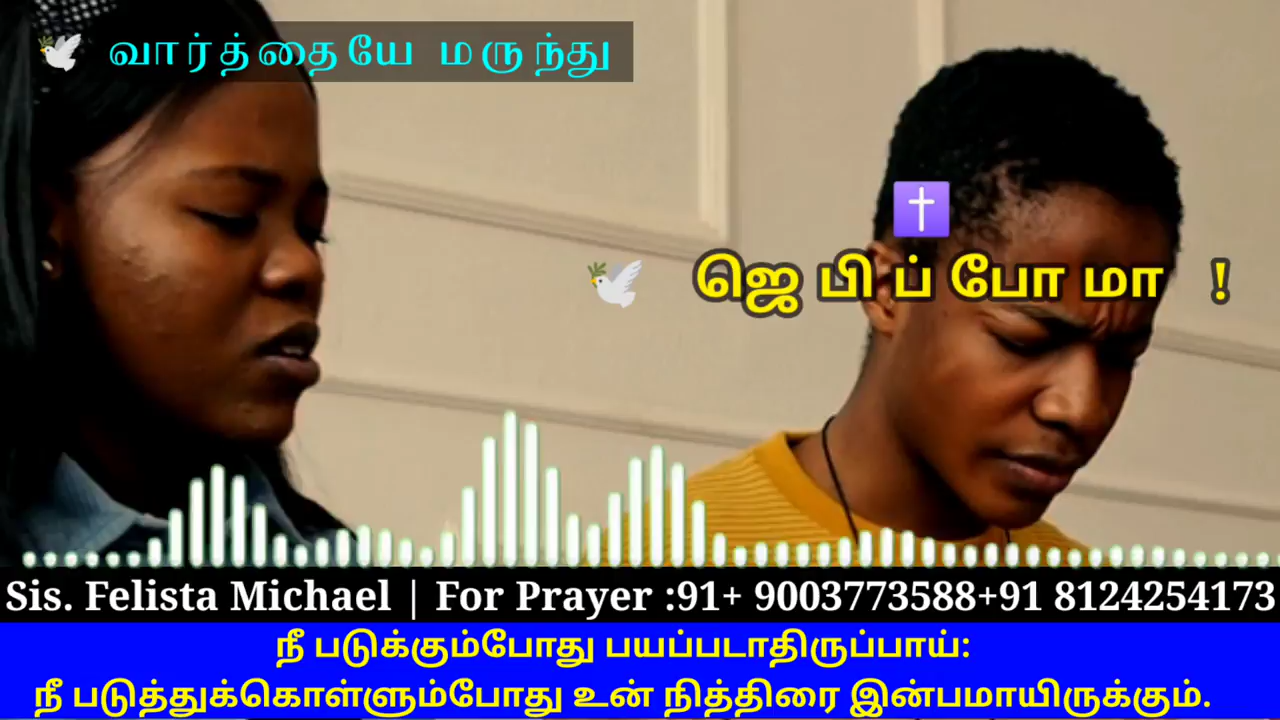 வார்த்தையே மருந்து
ஜெபிப்போமா !
Sis. Felista Michael | For Prayer :91+ 9003773588+91 8124254173
நீ படுக்கும்போது பயப்படாதிருப்பாய்:
நீ படுத்துக்கொள்ளும்போது உன் நித்திரை இன்பமாயிருக்கும்.